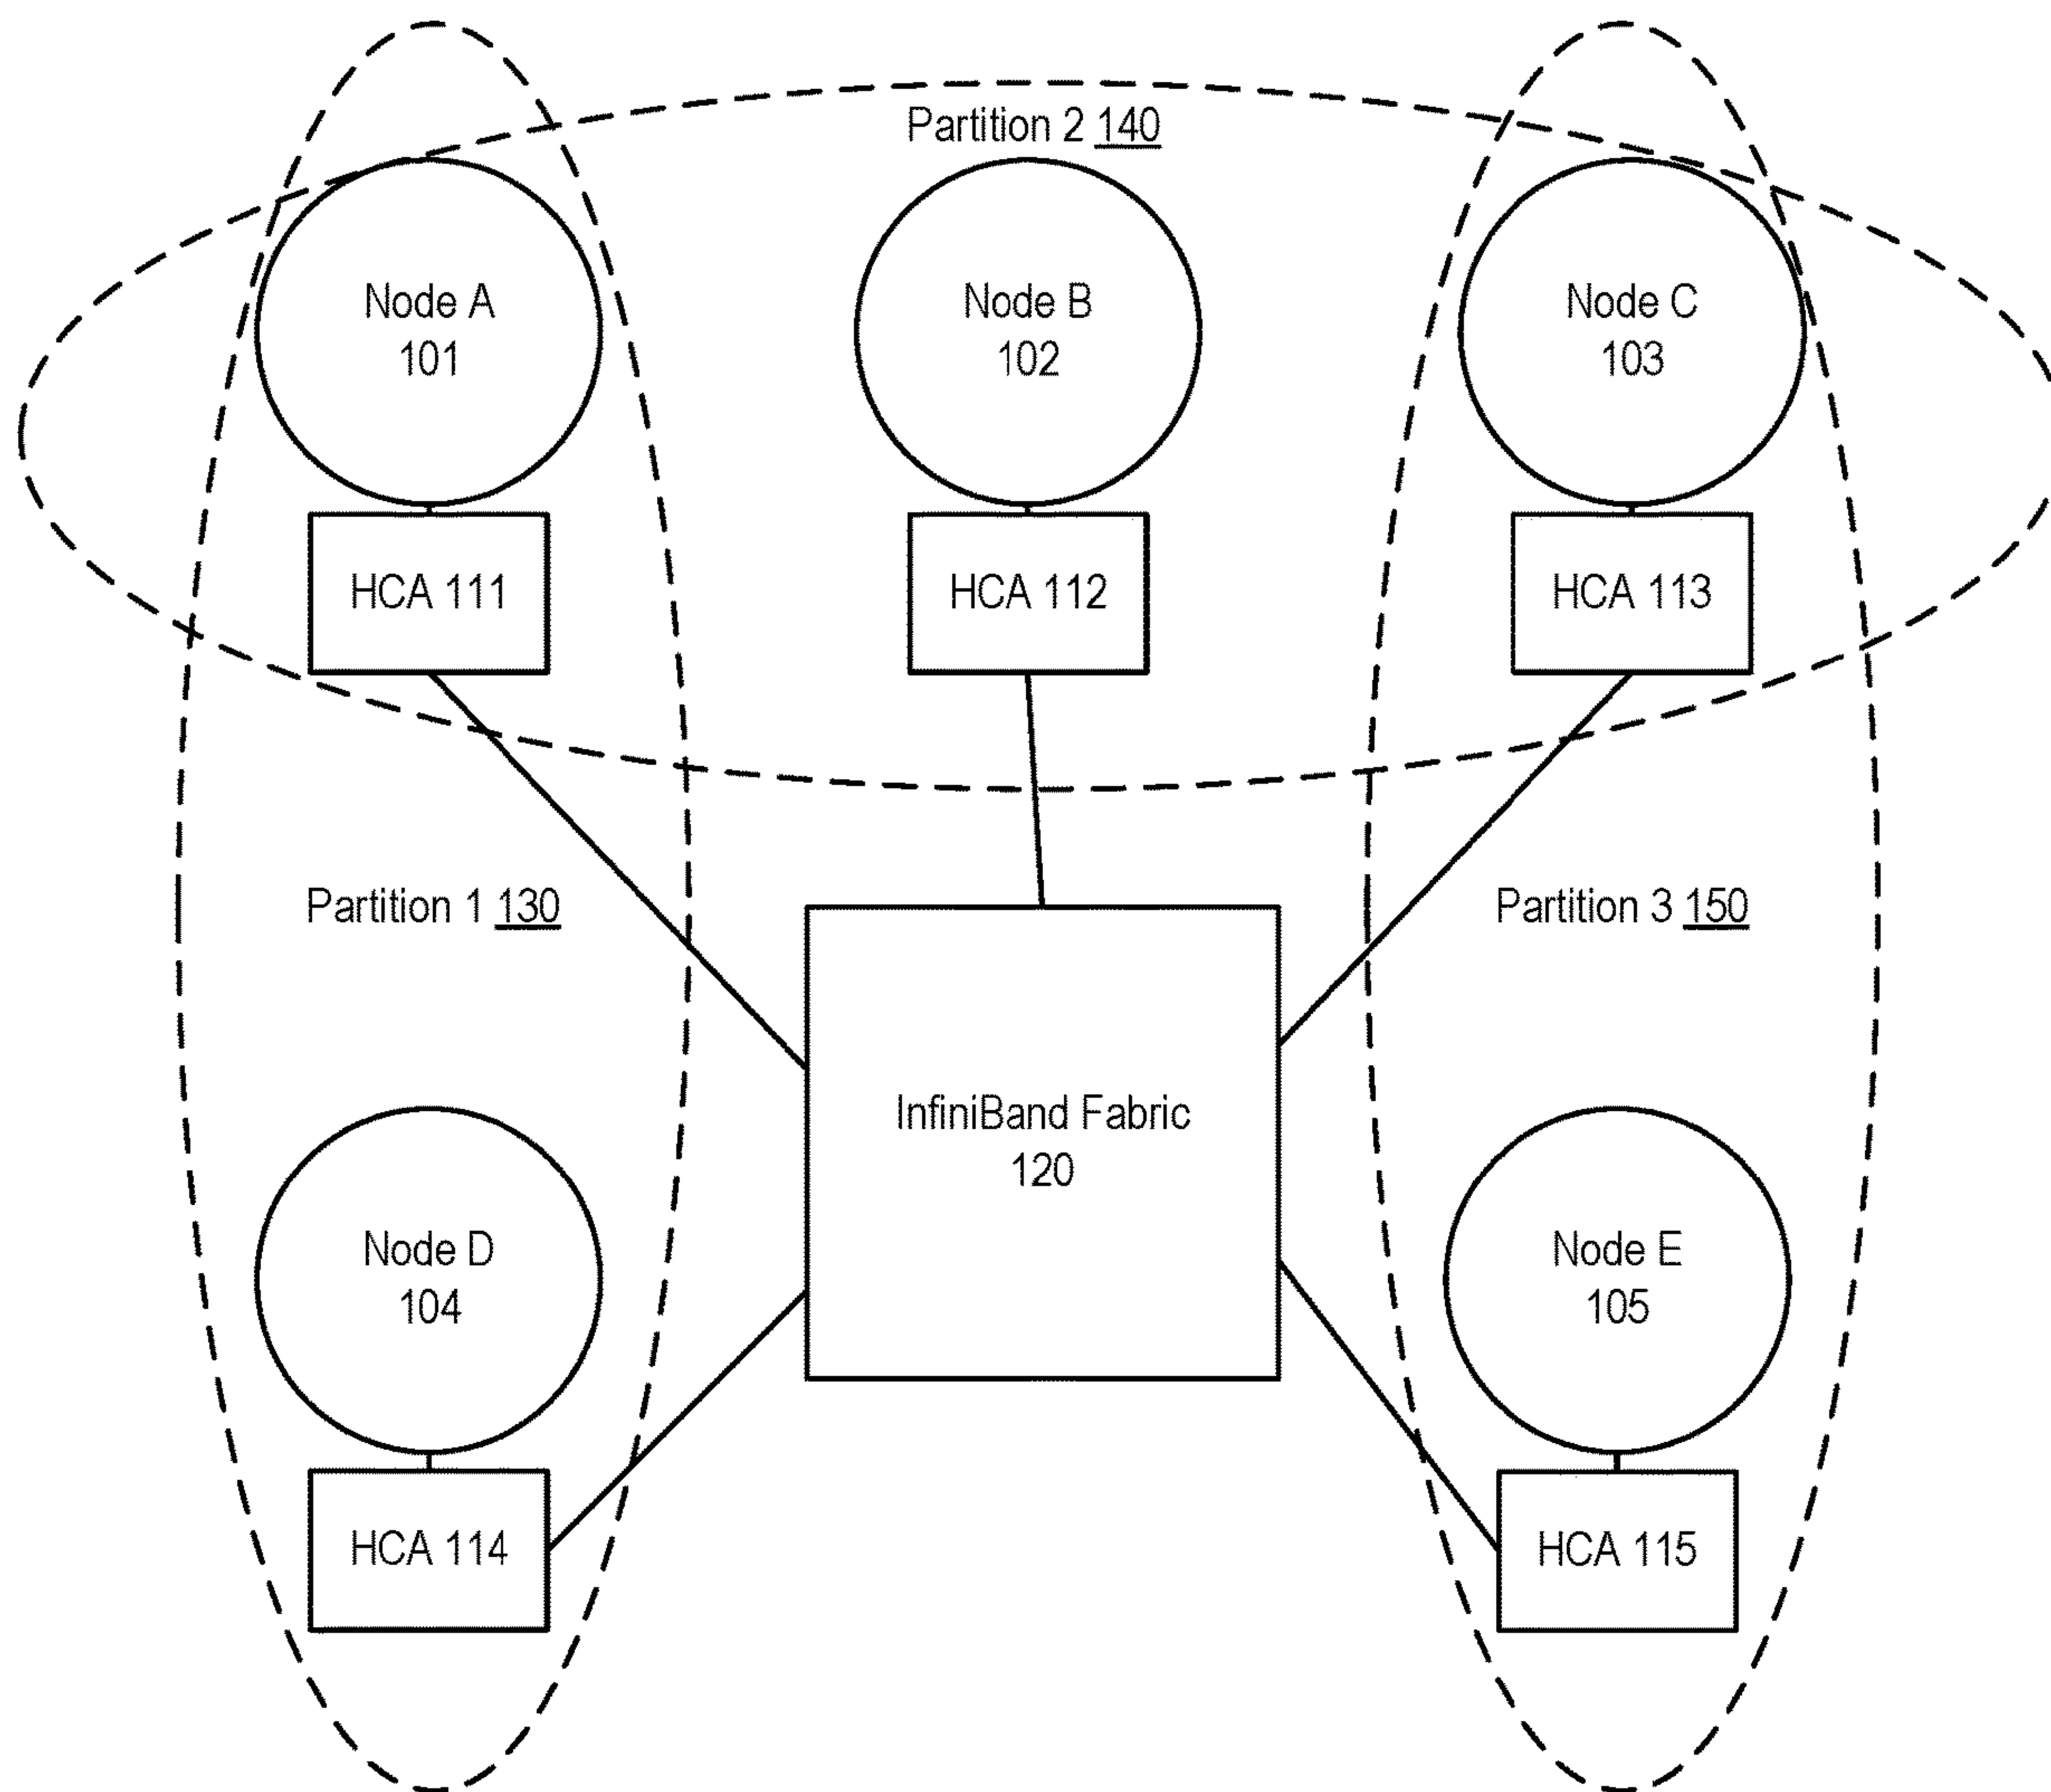 Partition 2 140
Node A
101
Node B
102
Node C
103
HCA 111
HCA 112
HCA 113
Partition 1 130
Partition 3 150
InfiniBand Fabric
120
Node D
104
Node E
105
HCA 114
HCA 115